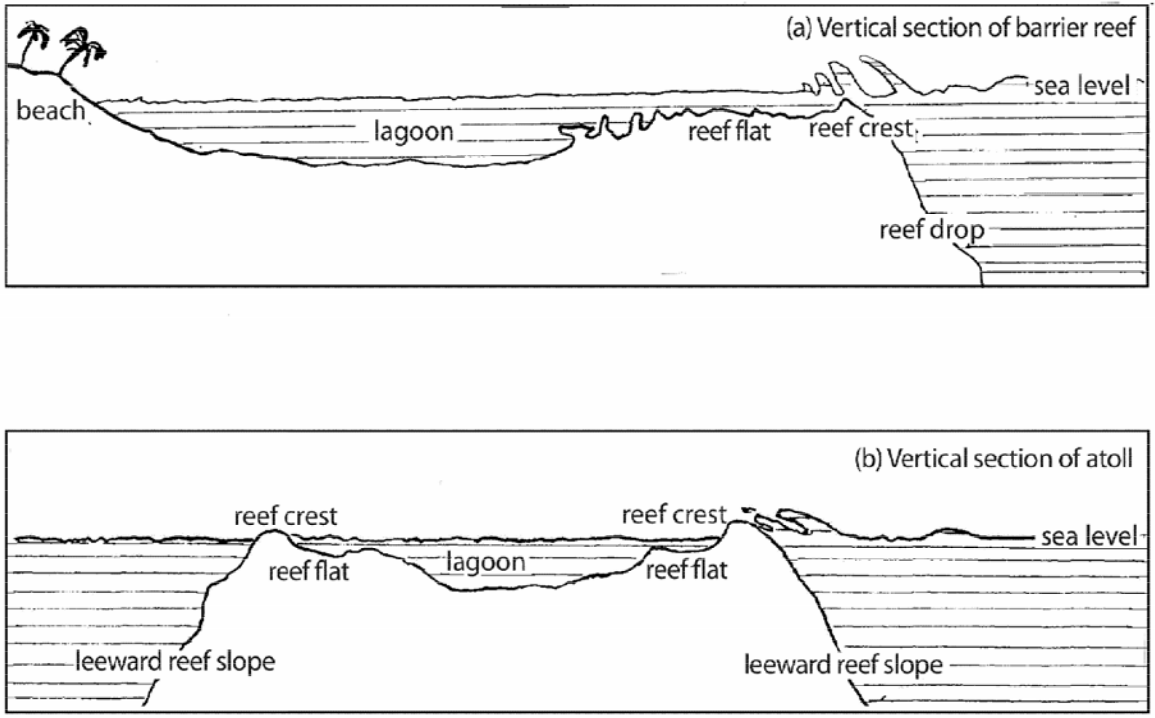 (a) Vertical section of barrier reef
sea level
beach
lagoon
reef flat
reef crest
reef drop
(b) Vertical section of atoll
reef crest
reef crest
sea level
reef flat
lagoon
reef flat
leeward reef slope
leeward reef slope